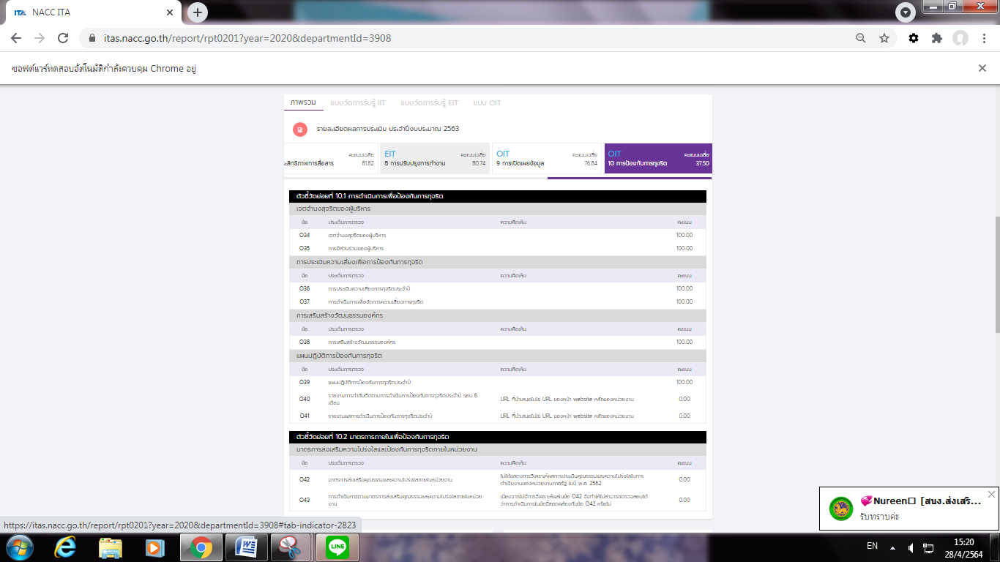 NACC ITA
itas.nacc.go.th/report/rpt0201?year=2020&departmentId=3908
ซอฟต์แวร์ทดสอบอัตโนมัติกำลังควบคุม Chrome อยู่
ภาพรวม แบบวัดการรับรู้ IIT แบบวัดการรับรู้ EIT แบบ OIT
รายละเอียดผลการประเมิน ประจำปีงบประมาณ 2563
คะแนนเฉลี่ย EIT คะแนนเฉลี่ย OIT คะแนนเฉลี่ย OIT คะแนนเฉลี่ย
ะสิทธิภาพการสื่อสาร 81.82 8 การปรับปรุงการทำงาน 80.74 9 การเปิดเผยข้อมูล 76.84 10 การป้องกันการทุจริต 37.50
ตัวชี้วัดย่อยที่ 10.1 การดำเนินการเพื่อป้องกันการทุจริต
เจตจำนงสุจริตของผู้บริหาร
ข้อ ประเด็นการตรวจ ความคิดเห็น คะแนน
O34 เจตจำนงสุจริตของผู้บริหาร 100.00
O35 การมีส่วนร่วมของผู้บริหาร 100.00
การประเมินความเสี่ยงเพื่อการป้องกันการทุจริต
ข้อ ประเด็นการตรวจ ความคิดเห็น คะแนน
O36 การประเมินความเสี่ยงการทุจริตประจำปี 100.00
O37 การดำเนินการเพื่อจัดการความเสี่ยงการทุจริต 100.00
การเสริมสร้างวัฒนธรรมองค์กร
ข้อ ประเด็นการตรวจ ความคิดเห็น คะแนน
O38 การเสริมสร้างวัฒนธรรมองค์กร 100.00
แผนปฏิบัติการป้องกันการทุจริต
ข้อ ประเด็นการตรวจ ความคิดเห็น คะแนน
O39 แผนปฏิบัติการป้องกันการทุจริตประจำปี 100.00
O40 รายงานการกำกับติดตามการดำเนินการป้องกันการทุจริตประจำปี รอบ 6 เดือน URL ที่นำเสนอไม่ใช่ URL ของหน้า website หลักของหน่วยงาน 0.00
O41 รายงานผลการดำเนินการป้องกันการทุจริตประจำปี URL ที่นำเสนอไม่ใช่ URL ของหน้า website หลักของหน่วยงาน 0.00
ตัวชี้วัดย่อยที่ 10.2 มาตรการภายในเพื่อป้องกันการทุจริต
มาตรการส่งเสริมความโปร่งใสและป้องกันการทุจริตภายในหน่วยงาน
ข้อ ประเด็นการตรวจ ความคิดเห็น คะแนน
O42 มาตรการส่งเสริมคุณธรรมและความโปร่งใสภายในหน่วยงาน ไม่ได้แสดงการวิเคราะห์ผลการประเมินคุณธรรมและความโปร่งใสในการดำเนินงานของหน่วยงานภาครัฐ ในปี พ.ศ. 2562 0.00
O43 การดำเนินการตามมาตรการส่งเสริมคุณธรรมและความโปร่งใสภายในหน่วยงาน เนื่องจากไม่มีการวิเคราะห์ผลในข้อ O42 จึงทำให้ไม่สามารถตรวจสอบได้ว่าการดำเนินการในข้อนี้สอดคล้องกับข้อ O42 หรือไม่ 0.00
💞Nureen [สนง.ส่งเสริ...
รับทราบค่ะ
https://itas.nacc.go.th/report/rpt0201?year=2020&departmentId=3908#tab-indicator-2823
LINE
EN
15:20
28/4/2564